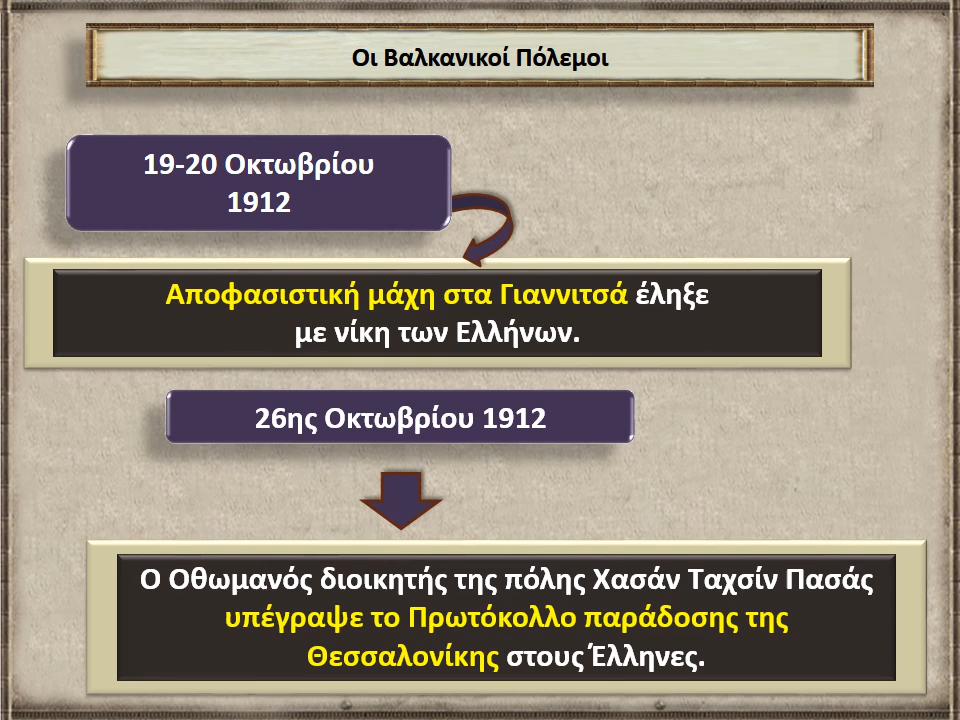 Οι Βαλκανικοί Πόλεμοι
19-20 Οκτωβρίου
1912
Αποφασιστική μάχη στα Γιαννιτσά έληξε
με νίκη των Ελλήνων.
26ης Οκτωβρίου 1912
Ο Οθωμανός διοικητής της πόλης Χασάν Ταχσίν Πασάς
υπέγραψε το Πρωτόκολλο παράδοσης της
Θεσσαλονίκης στους Έλληνες.